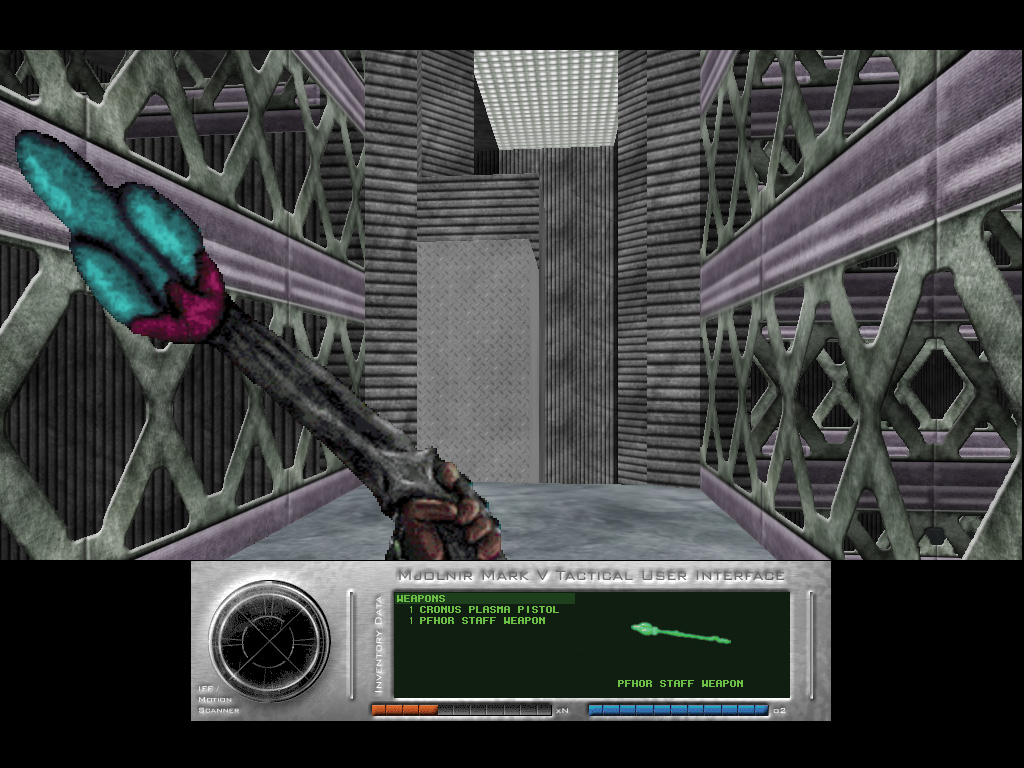 Mjolnir Mark V Tactical User Interface
Inventory Data
WEAPONS
1 CRONUS PLASMA PISTOL
1 PFHOR STAFF WEAPON
PFHOR STAFF WEAPON
IFF /
Motion
Scanner
xN
o2